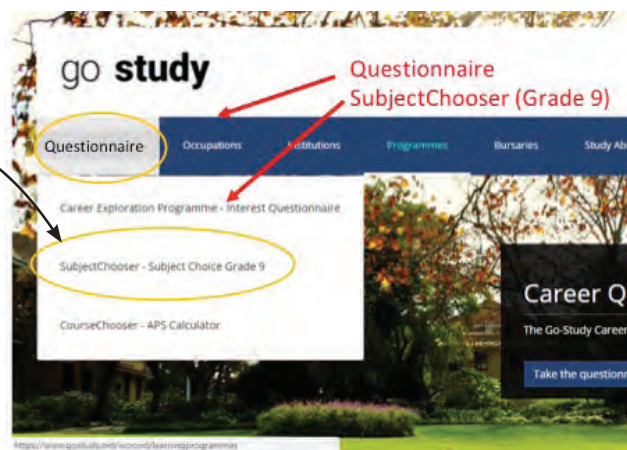 go study
Questionnaire
SubjectChooser (Grade 9)
Questionnaire
Occupations
Institutions
Programmes
Bursaries
Study Ab
Career Exploration Programme - Interest Questionnaire
SubjectChooser - Subject Choice Grade 9
CourseChooser - APS Calculator
Career Q
The Go-Study Career
Take the questionn